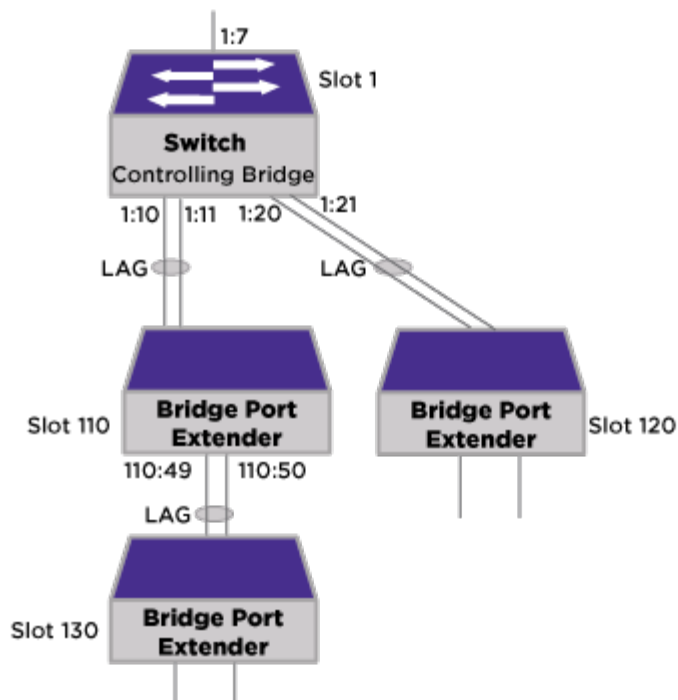 1:7
Slot 1
Switch
Controlling Bridge
1:10
1:11
1:20
1:21
LAG
LAG
Bridge Port
Extender
Slot 110
Bridge Port
Extender
Slot 120
110:49
110:50
LAG
Bridge Port
Extender
Slot 130